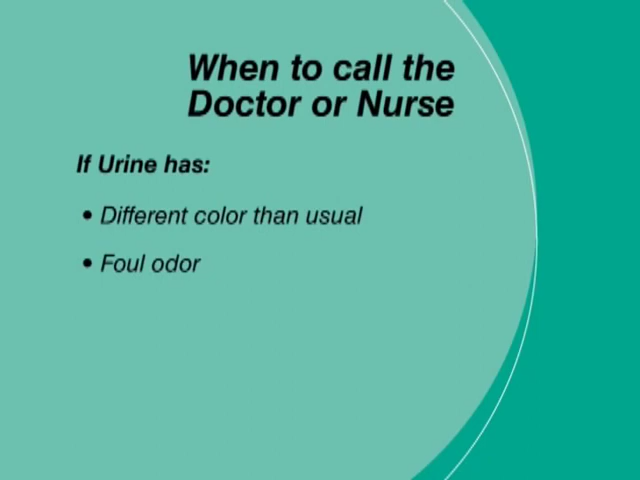 When to call the
Doctor or Nurse
If Urine has:
• Different color than usual
• Foul odor